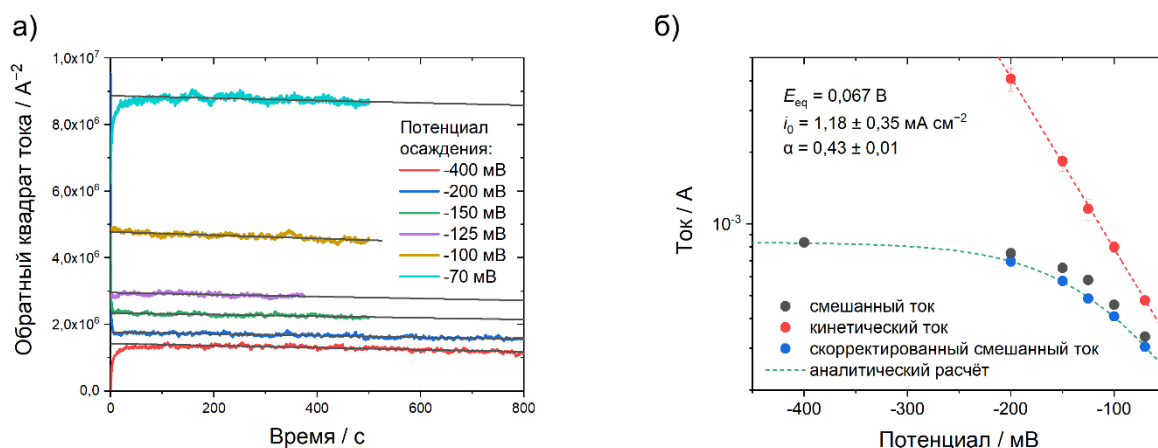 а)
1,0x10⁷
8,0x10⁶
6,0x10⁶
4,0x10⁶
2,0x10⁶
0,0
Обратный квадрат тока / А⁻²
Потенциал
осаждения:
-400 мВ
-200 мВ
-150 мВ
-125 мВ
-100 мВ
-70 мВ
0
200
400
600
800
Время / с
б)
Ток / А
10⁻³
E_eq = 0,067 В
i₀ = 1,18 ± 0,35 мА см⁻²
α = 0,43 ± 0,01
смешанный ток
кинетический ток
скорректированный смешанный ток
аналитический расчёт
-400
-300
-200
-100
Потенциал / мВ